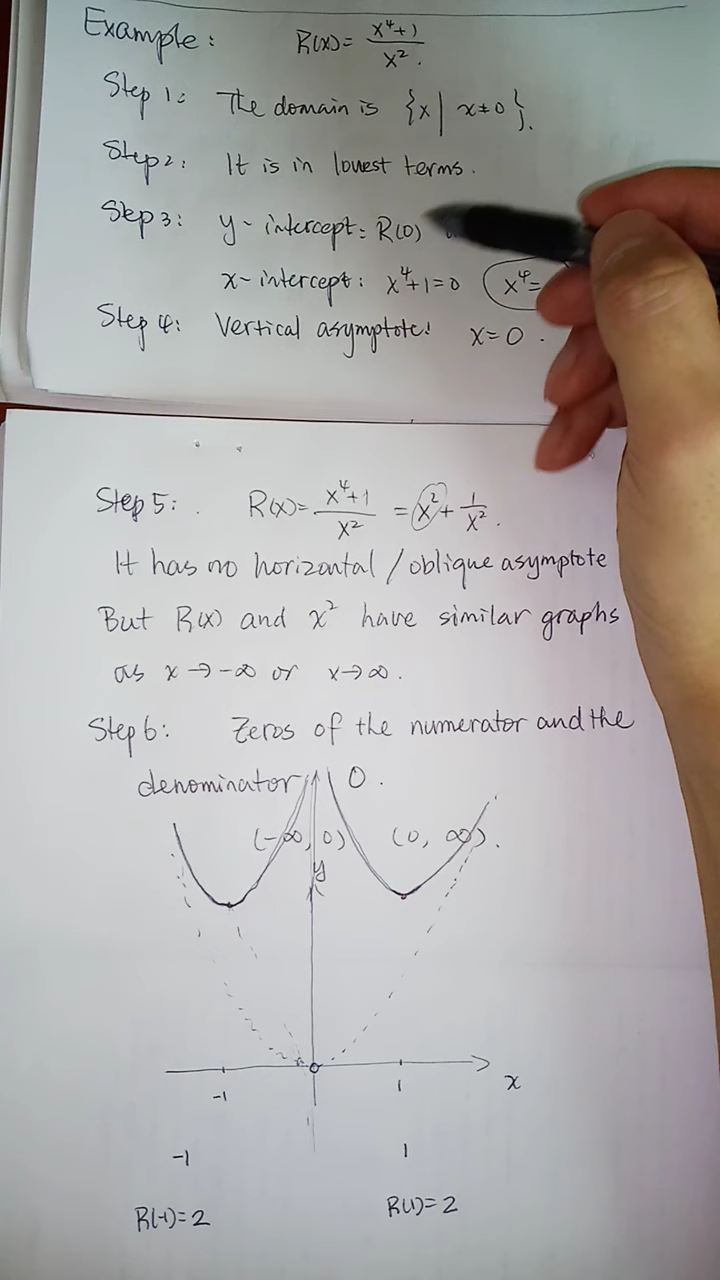 Example: R(x)= x⁴+1 / x².
Step 1: The domain is {x | x≠0}.
Step2: It is in lowest terms.
Step 3: y-intercept: R(0)
x-intercept: x⁴+1=0 x⁴=
Step 4: Vertical asymptote: x=0.
Step 5: R(x)= x⁴+1 / x² = x² + 1/x².
It has no horizontal / oblique asymptote
But R(x) and x² have similar graphs
as x→-∞ or x→∞.
Step 6: Zeros of the numerator and the
denominator 0.
(-∞, 0) (0, ∞).
y
x
-1 1
-1 1
R(-1)=2 R(1)=2